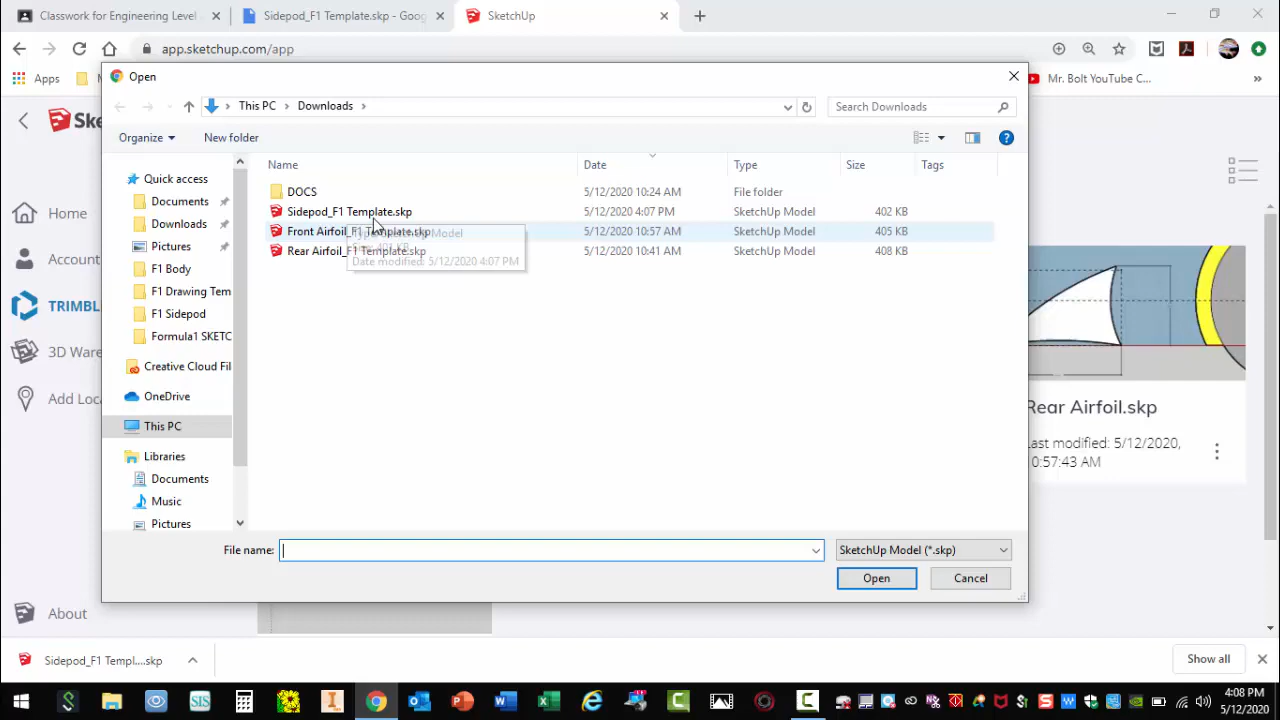 Classwork for Engineering Level
Sidepod_F1 Template.skp - Goog
SketchUp
app.sketchup.com/app
Apps
Mr. Bolt YouTube C...
»
Open
This PC > Downloads >
Search Downloads
Organize
New folder
Name Date Type Size Tags
DOCS 5/12/2020 10:24 AM File folder
Sidepod_F1 Template.skp 5/12/2020 4:07 PM SketchUp Model 402 KB
Front Airfoil_F1 Template.skp 5/12/2020 10:57 AM SketchUp Model 405 KB
Rear Airfoil_F1 Template.skp 5/12/2020 10:41 AM SketchUp Model 408 KB
Date modified: 5/12/2020 4:07 PM
Quick access
Documents
Downloads
Pictures
F1 Body
F1 Drawing Tem
F1 Sidepod
Formula1 SKETC
Creative Cloud Fil
OneDrive
This PC
Libraries
Documents
Music
Pictures
File name:
SketchUp Model (*.skp)
Open
Cancel
Ske
Home
Account
TRIMBL
3D Ware
Add Loca
About
Rear Airfoil.skp
Last modified: 5/12/2020,
10:57:43 AM
Sidepod_F1 Templ....skp
Show all
SIS
4:08 PM
5/12/2020